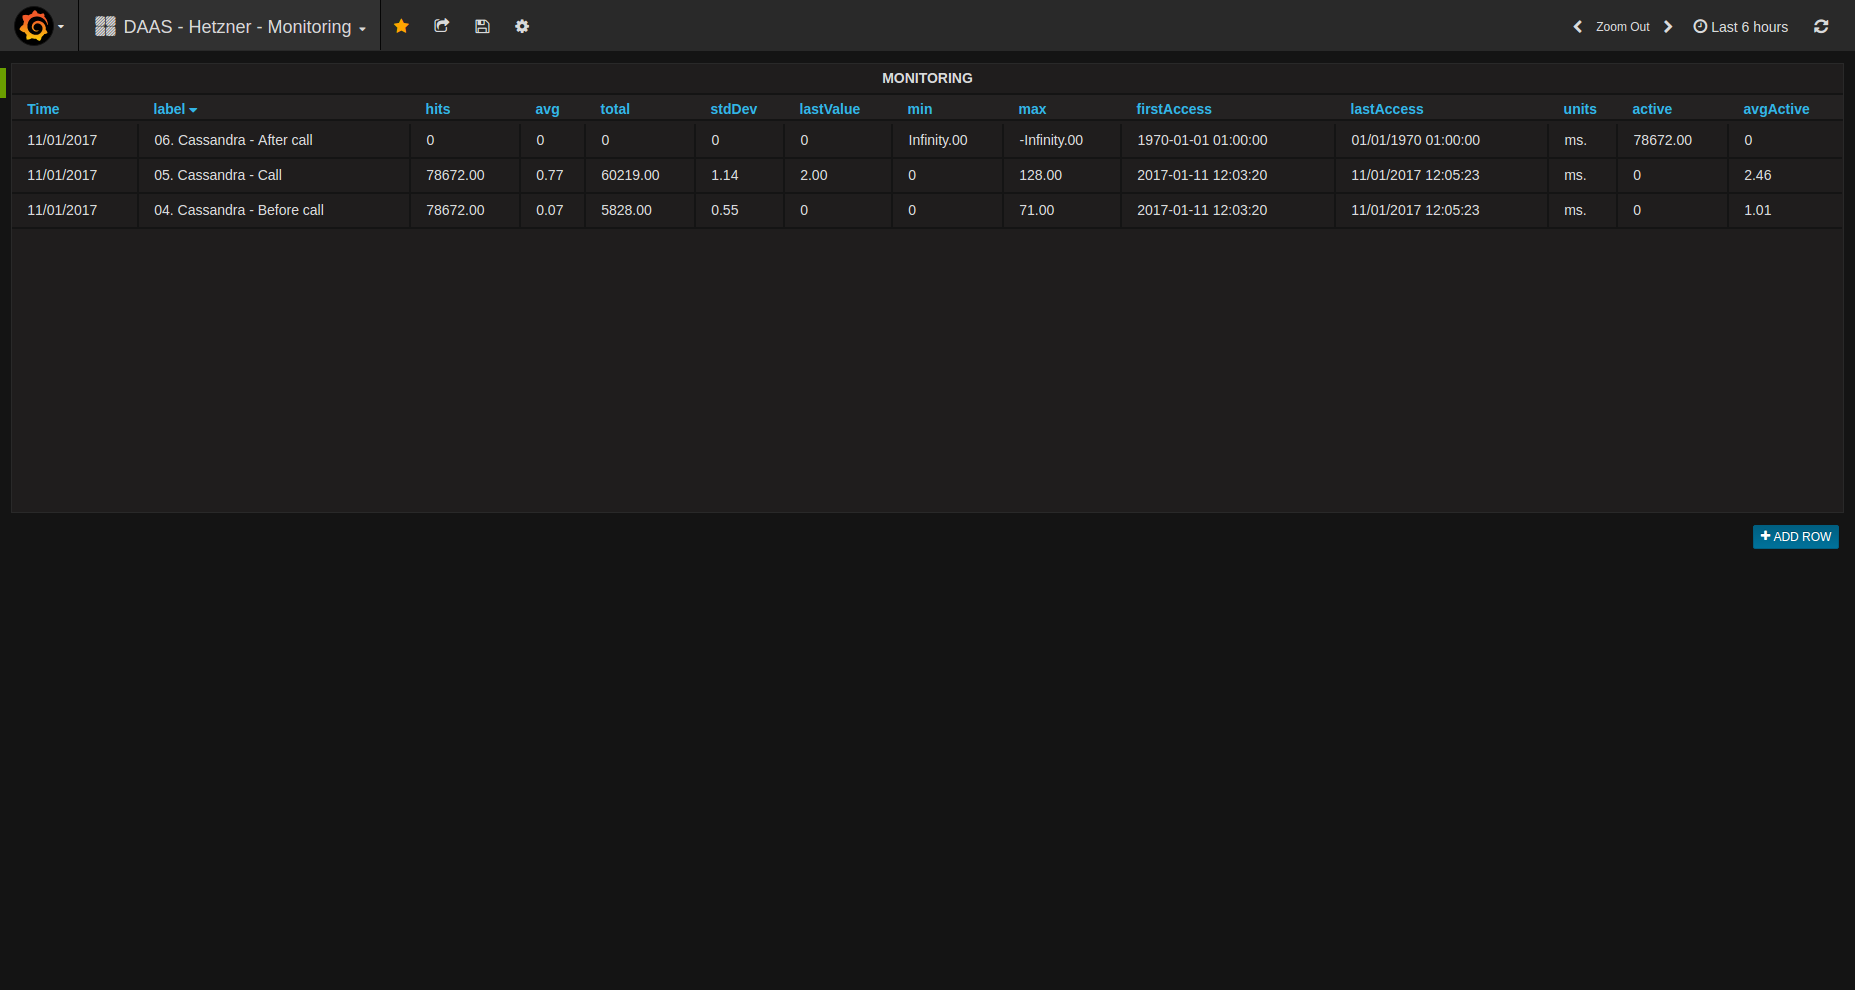 DAAS - Hetzner - Monitoring Zoom Out Last 6 hours
MONITORING
Time label hits avg total stdDev lastValue min max firstAccess lastAccess units active avgActive
11/01/2017 06. Cassandra - After call 0 0 0 0 0 Infinity.00 -Infinity.00 1970-01-01 01:00:00 01/01/1970 01:00:00 ms. 78672.00 0
11/01/2017 05. Cassandra - Call 78672.00 0.77 60219.00 1.14 2.00 0 128.00 2017-01-11 12:03:20 11/01/2017 12:05:23 ms. 0 2.46
11/01/2017 04. Cassandra - Before call 78672.00 0.07 5828.00 0.55 0 0 71.00 2017-01-11 12:03:20 11/01/2017 12:05:23 ms. 0 1.01
ADD ROW